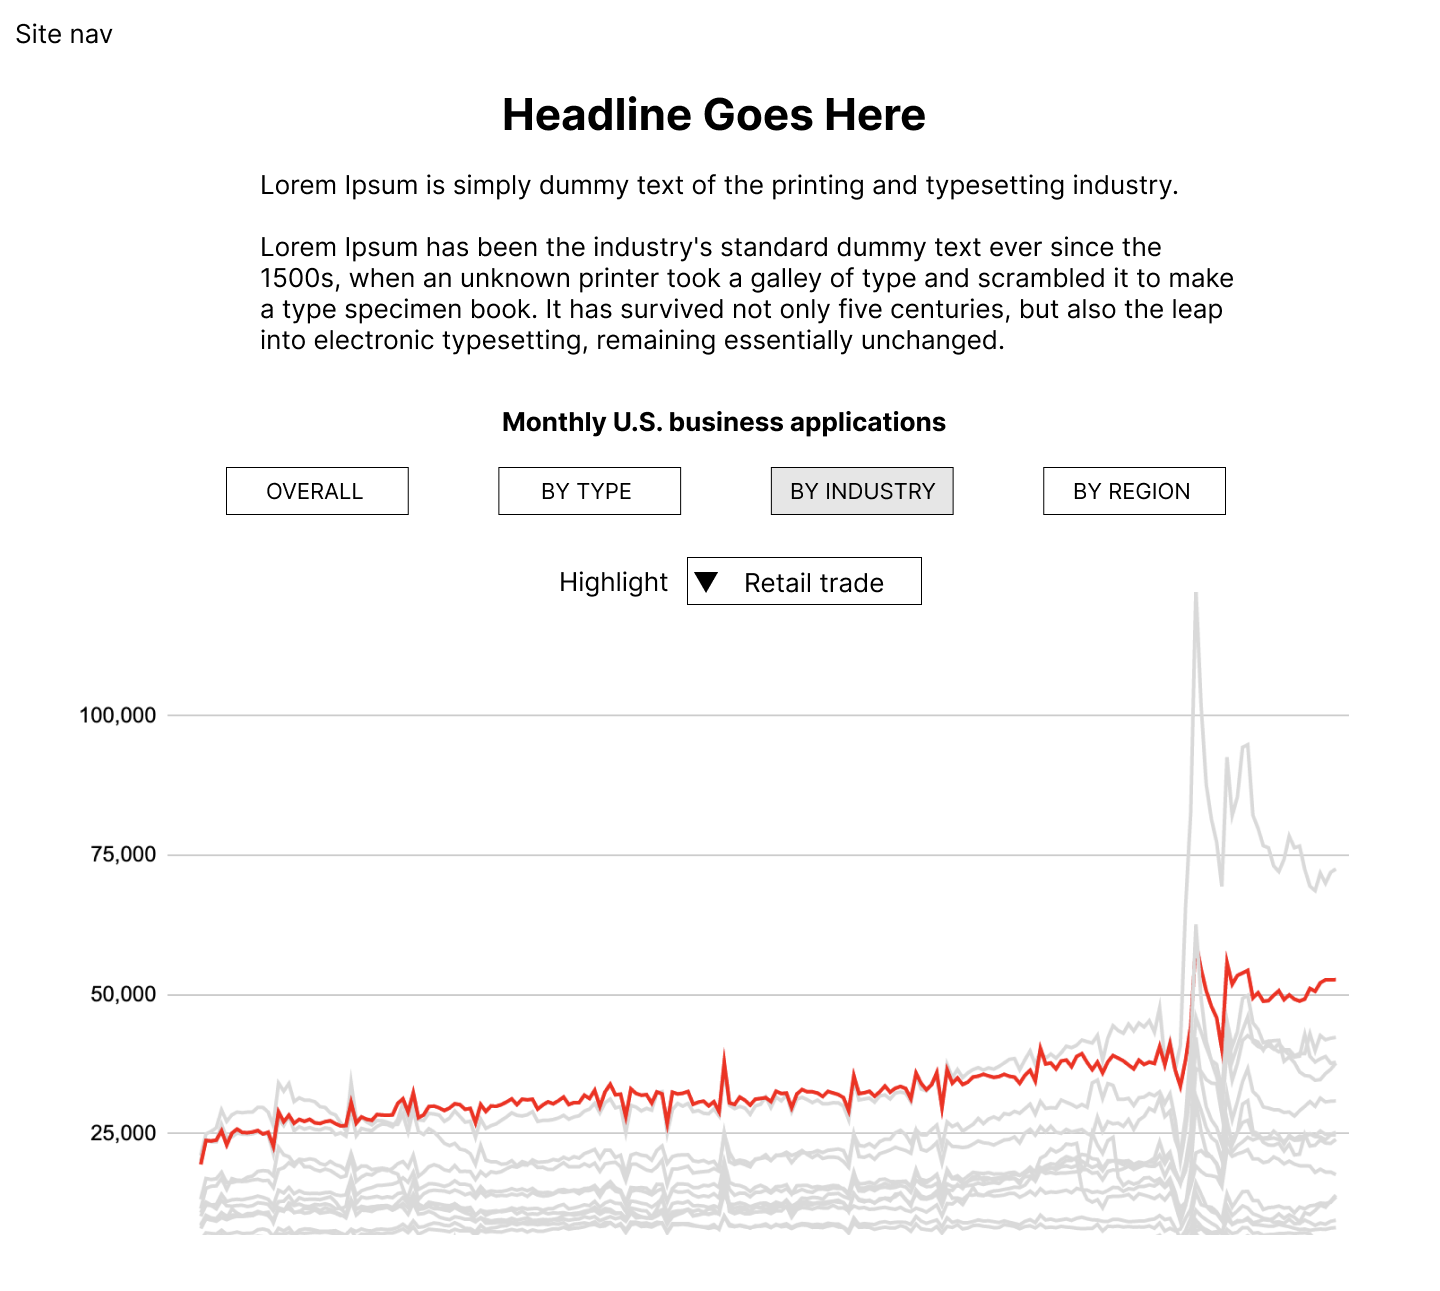 Site nav
Headline Goes Here
Lorem Ipsum is simply dummy text of the printing and typesetting industry.
Lorem Ipsum has been the industry's standard dummy text ever since the
1500s, when an unknown printer took a galley of type and scrambled it to make
a type specimen book. It has survived not only five centuries, but also the leap
into electronic typesetting, remaining essentially unchanged.
Monthly U.S. business applications
OVERALL
BY TYPE
BY INDUSTRY
BY REGION
Highlight
Retail trade
100,000
75,000
50,000
25,000